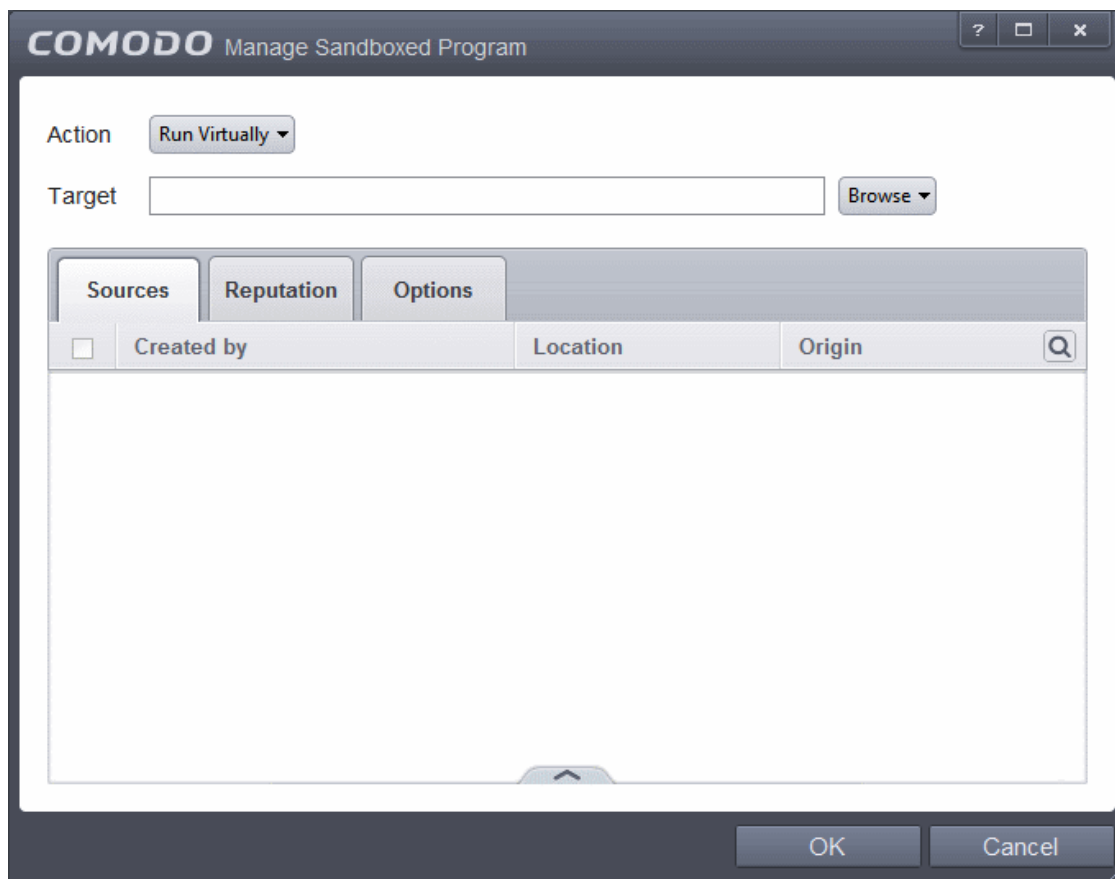 COMODO Manage Sandboxed Program
?
Action Run Virtually
Target Browse
Sources Reputation Options
Created by Location Origin
OK Cancel